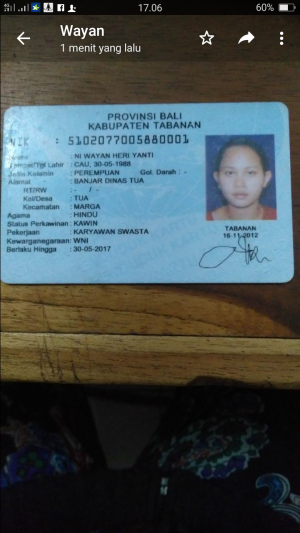 17.06
60%
Wayan
1 menit yang lalu
PROVINSI BALI
KABUPATEN TABANAN
NIK : 5102077005880001
Nama : NI WAYAN HERI YANTI
Tempat/Tgl Lahir : CAU, 30-05-1988
Jenis Kelamin : PEREMPUAN Gol. Darah : -
Alamat : BANJAR DINAS TUA
RT/RW : - / -
Kel/Desa : TUA
Kecamatan : MARGA
Agama : HINDU
Status Perkawinan : KAWIN
Pekerjaan : KARYAWAN SWASTA
Kewarganegaraan : WNI
Berlaku Hingga : 30-05-2017
TABANAN
16-11-2012